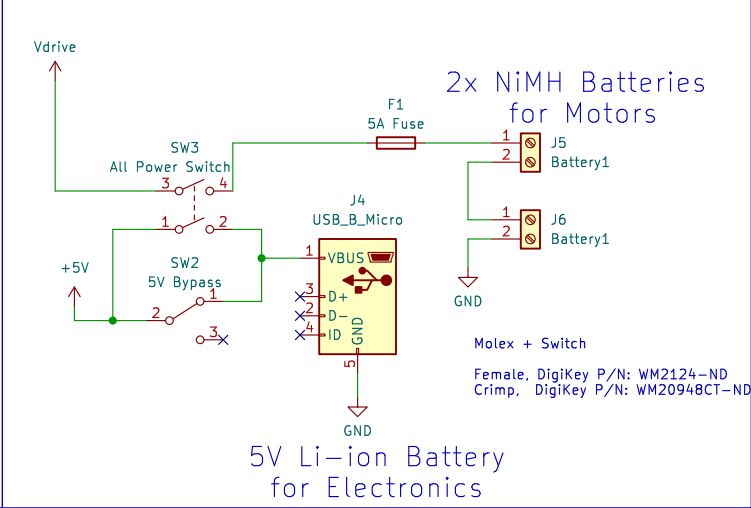 Vdrive
2x NiMH Batteries
for Motors
F1
5A Fuse
1
J5
2
Battery1
SW3
All Power Switch
3
4
1
2
J4
USB_B_Micro
1
J6
2
Battery1
+5V
SW2
5V Bypass
1
2
3
1
VBUS
3
D+
2
D-
4
ID
GND
5
GND
GND
Molex + Switch
Female, DigiKey P/N: WM2124-ND
Crimp,  DigiKey P/N: WM20948CT-ND
5V Li-ion Battery
for Electronics